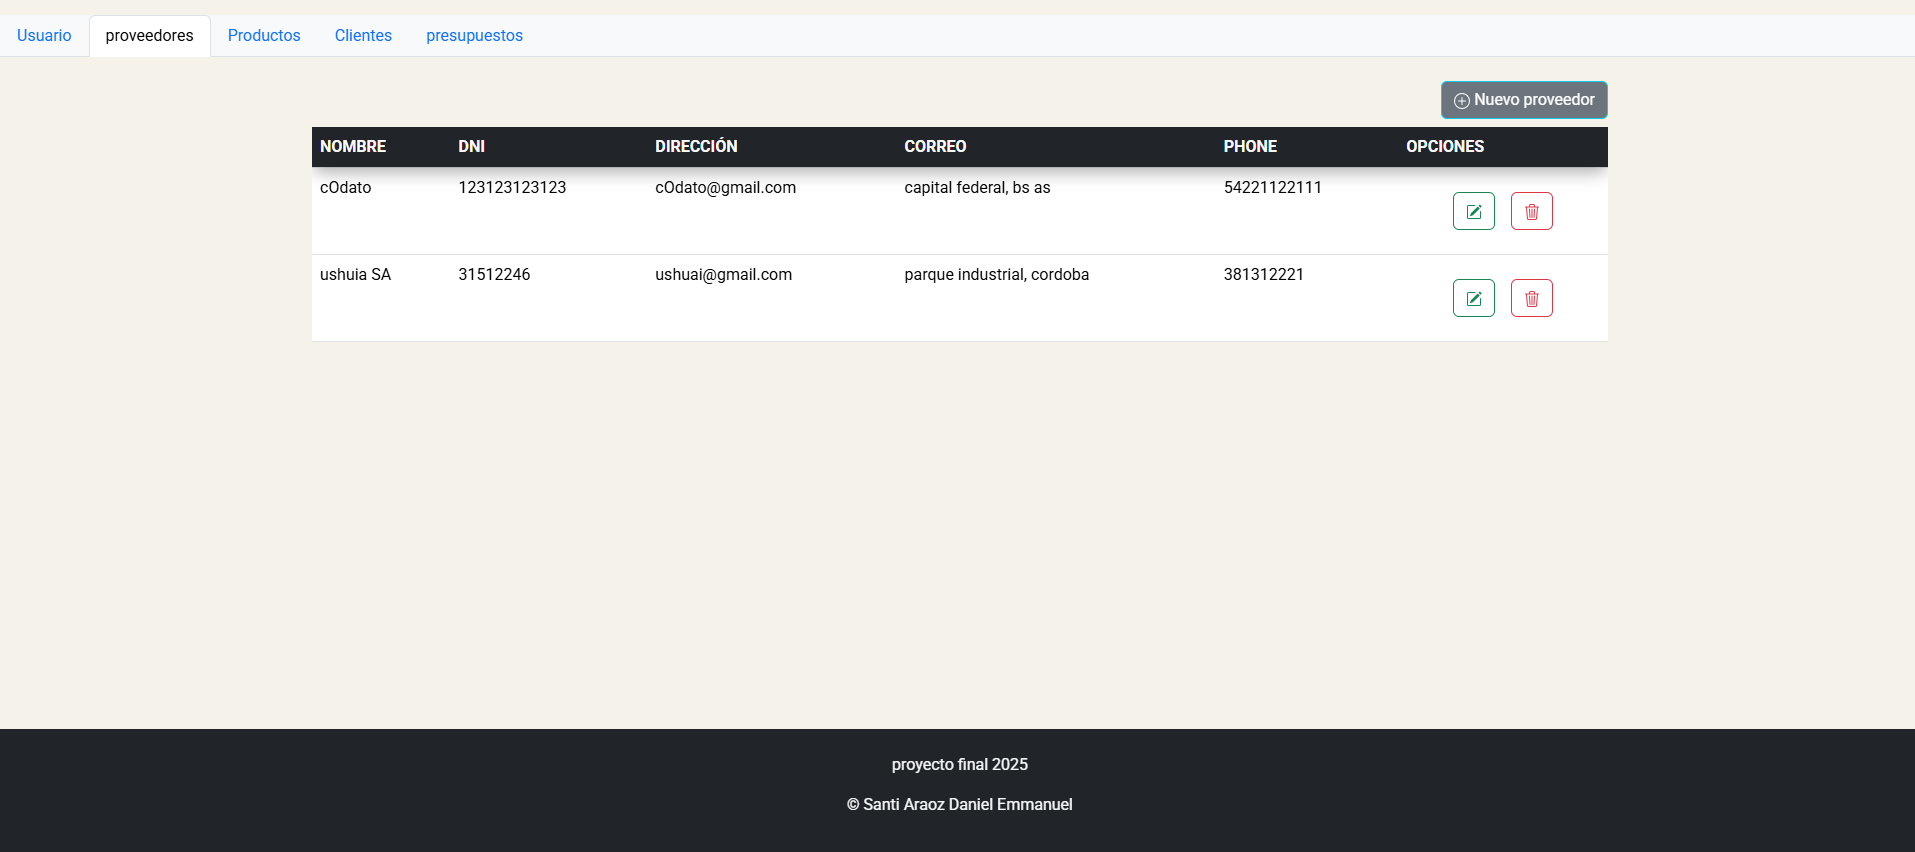 Usuario proveedores Productos Clientes presupuestos
Nuevo proveedor
NOMBRE DNI DIRECCIÓN CORREO PHONE OPCIONES
cOdato 123123123123 cOdato@gmail.com capital federal, bs as 54221122111
ushuia SA 31512246 ushuai@gmail.com parque industrial, cordoba 381312221
proyecto final 2025
© Santi Araoz Daniel Emmanuel